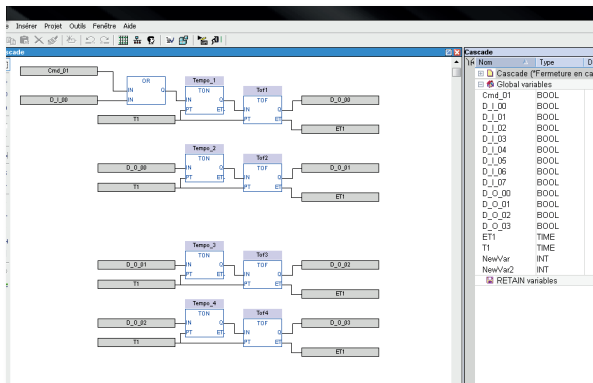 Insérer Projet Outils Fenêtre Aide
scade
Cascade
Nom Type D
Cascade ("Fermeture en ca
Global variables
Cmd_01 BOOL
D_I_00 BOOL
D_I_01 BOOL
D_I_02 BOOL
D_I_03 BOOL
D_I_04 BOOL
D_I_05 BOOL
D_I_06 BOOL
D_I_07 BOOL
D_O_00 BOOL
D_O_01 BOOL
D_O_02 BOOL
D_O_03 BOOL
ET1 TIME
T1 TIME
NewVar INT
NewVar2 INT
RETAIN variables
Cmd_01
OR
IN O
IN
D_I_00
Tempo_1
TON
IN Q
PT ET
T1
Tof1
TOF
IN Q
PT ET
D_O_00
ET1
Tempo_2
TON
IN Q
PT ET
D_O_00
T1
Tof2
TOF
IN Q
PT ET
D_O_01
ET1
Tempo_3
TON
IN Q
PT ET
D_O_01
T1
Tof3
TOF
IN Q
PT ET
D_O_02
ET1
Tempo_4
TON
IN Q
PT ET
D_O_02
T1
Tof4
TOF
IN Q
PT ET
D_O_03
ET1